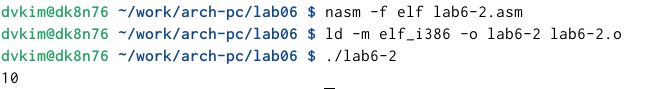 dvkim@dk8n76 ~/work/arch-pc/lab06 $ nasm -f elf lab6-2.asm
dvkim@dk8n76 ~/work/arch-pc/lab06 $ ld -m elf_i386 -o lab6-2 lab6-2.o
dvkim@dk8n76 ~/work/arch-pc/lab06 $ ./lab6-2
10